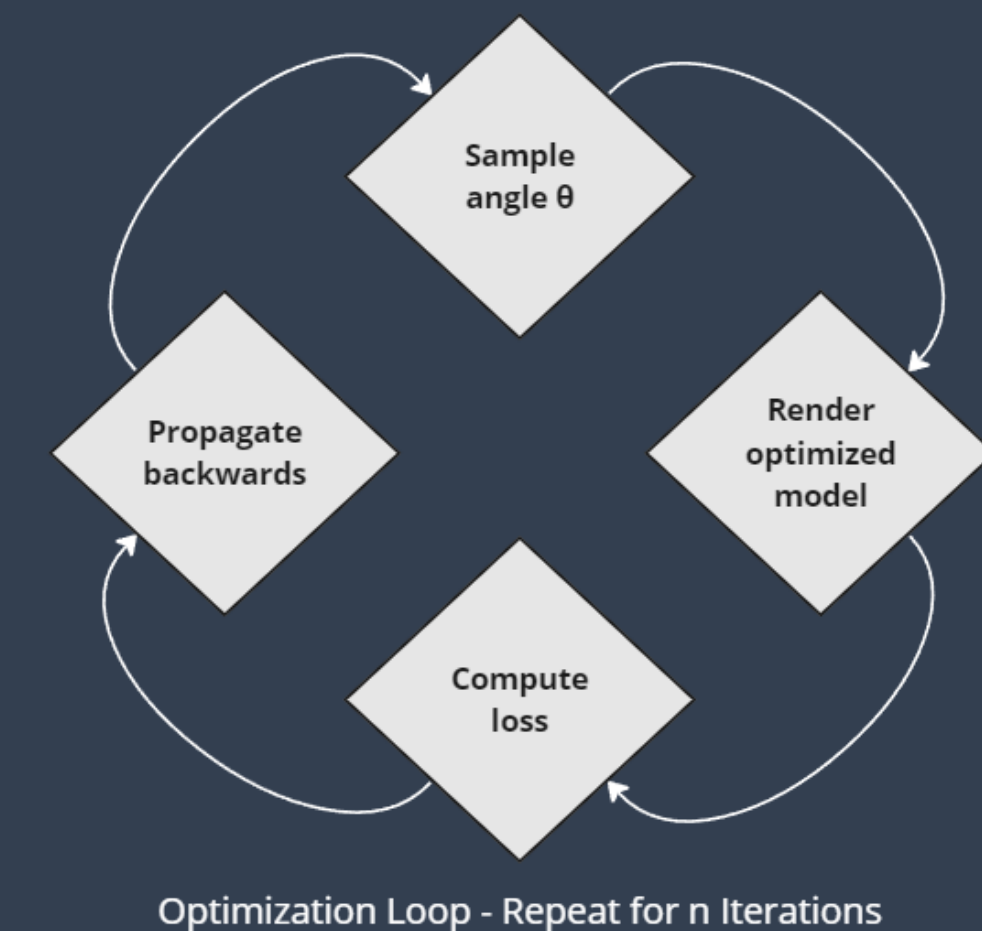 Sample
angle θ
Render
optimized
model
Propagate
backwards
Compute
loss
Optimization Loop - Repeat for n Iterations